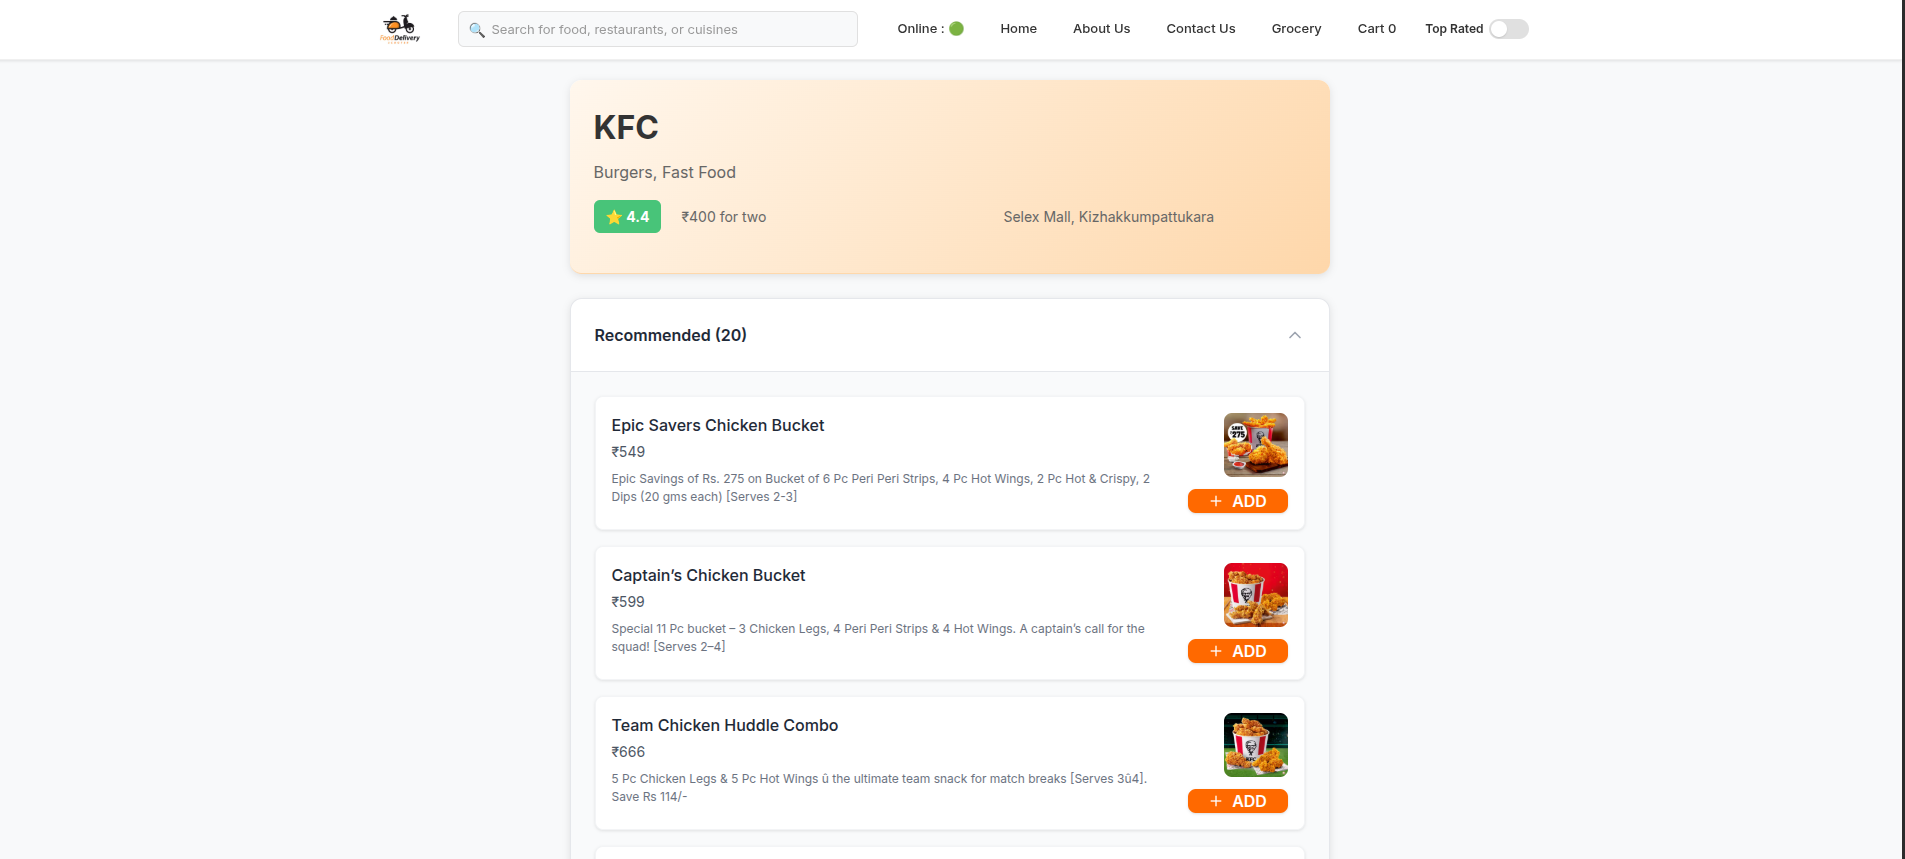 FoodDelivery
Search for food, restaurants, or cuisines
Online :
Home
About Us
Contact Us
Grocery
Cart 0
Top Rated
KFC
Burgers, Fast Food
⭐ 4.4
₹400 for two
Selex Mall, Kizhakkumpattukara
Recommended (20)
Epic Savers Chicken Bucket
₹549
Epic Savings of Rs. 275 on Bucket of 6 Pc Peri Peri Strips, 4 Pc Hot Wings, 2 Pc Hot & Crispy, 2
Dips (20 gms each) [Serves 2-3]
SAVE
₹275
+ ADD
Captain’s Chicken Bucket
₹599
Special 11 Pc bucket – 3 Chicken Legs, 4 Peri Peri Strips & 4 Hot Wings. A captain’s call for the
squad! [Serves 2–4]
+ ADD
Team Chicken Huddle Combo
₹666
5 Pc Chicken Legs & 5 Pc Hot Wings û the ultimate team snack for match breaks [Serves 3û4].
Save Rs 114/-
KFC
+ ADD